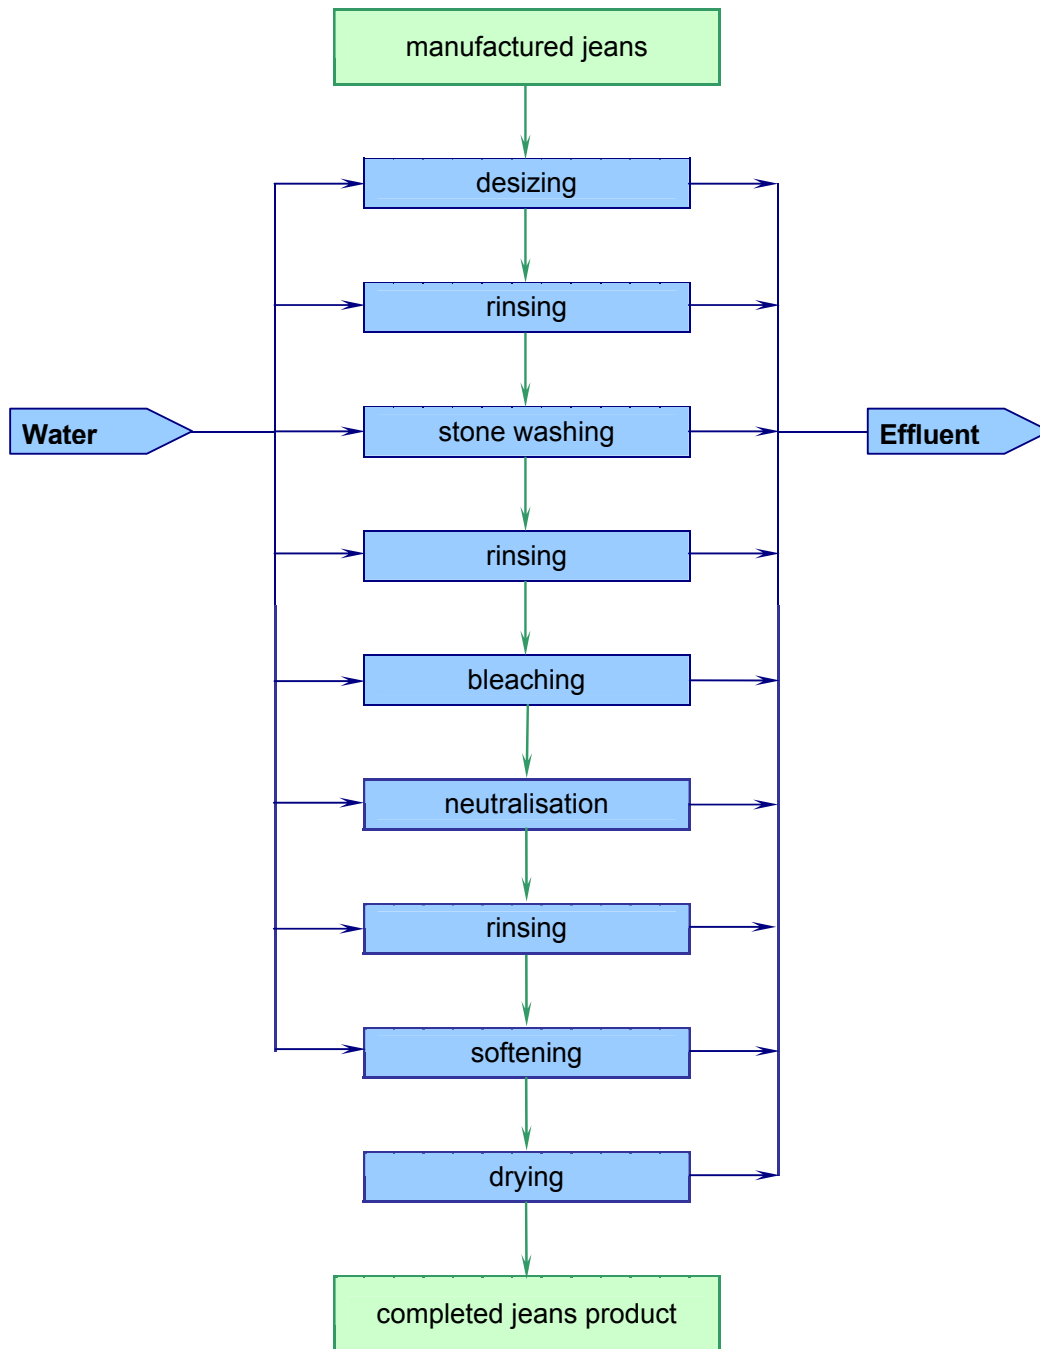 manufactured jeans
desizing
rinsing
Water
stone washing
Effluent
rinsing
bleaching
neutralisation
rinsing
softening
drying
completed jeans product